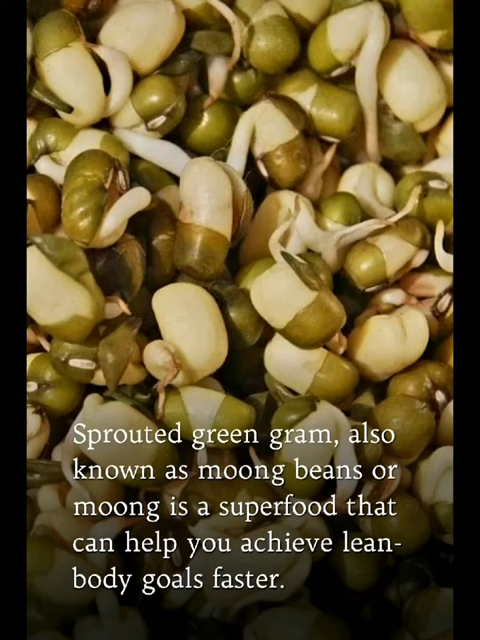 Sprouted green gram, also
known as moong beans or
moong is a superfood that
can help you achieve lean-
body goals faster.